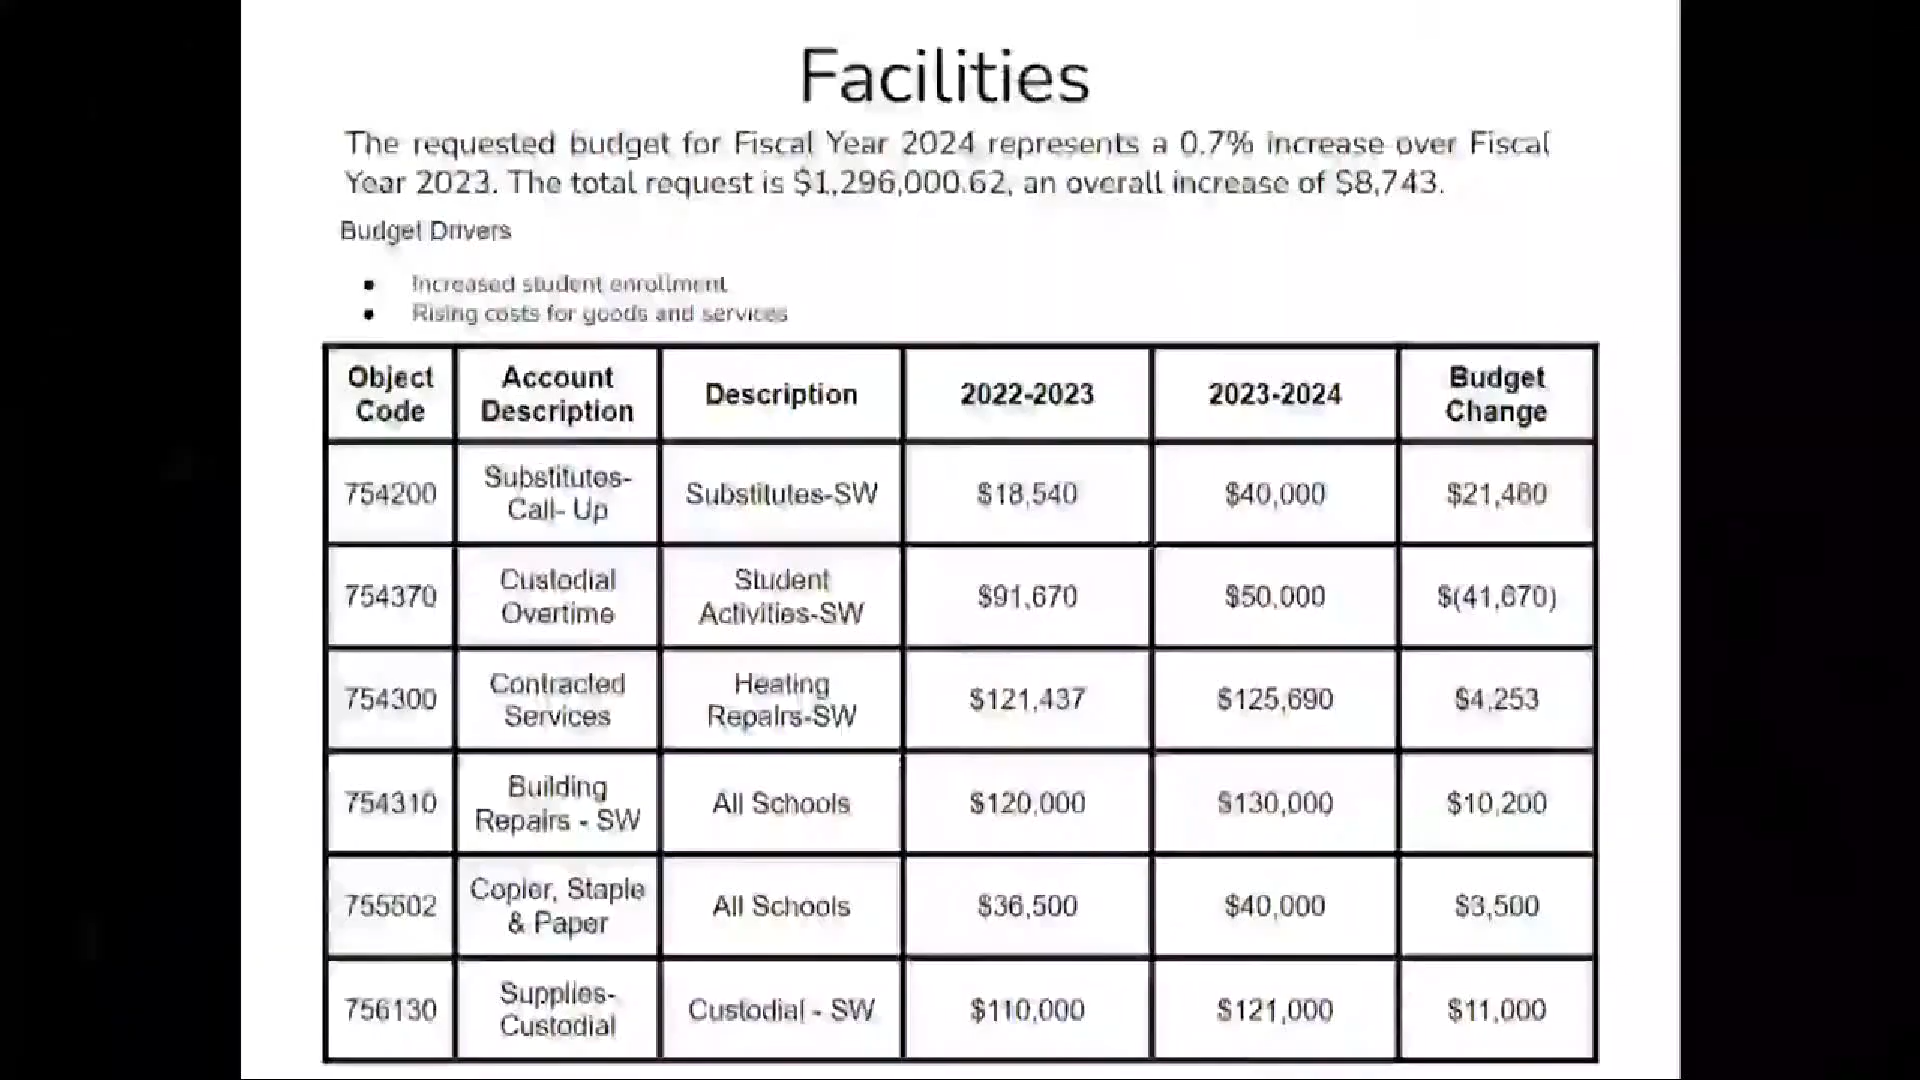 Facilities
The requested budget for Fiscal Year 2024 represents a 0.7% increase over Fiscal
Year 2023. The total request is $1,296,000.62, an overall increase of $8,743.
Budget Drivers
● Increased student enrollment
● Rising costs for goods and services
Object Code Account Description Description 2022-2023 2023-2024 Budget Change
754200 Substitutes- Call- Up Substitutes-SW $18,540 $40,000 $21,460
754370 Custodial Overtime Student Activities-SW $91,670 $50,000 $(41,670)
754300 Contracted Services Heating Repairs-SW $121,437 $125,690 $4,253
754310 Building Repairs - SW All Schools $120,000 $130,000 $10,200
755502 Copier, Staple & Paper All Schools $36,500 $40,000 $3,500
756130 Supplies- Custodial Custodial - SW $110,000 $121,000 $11,000